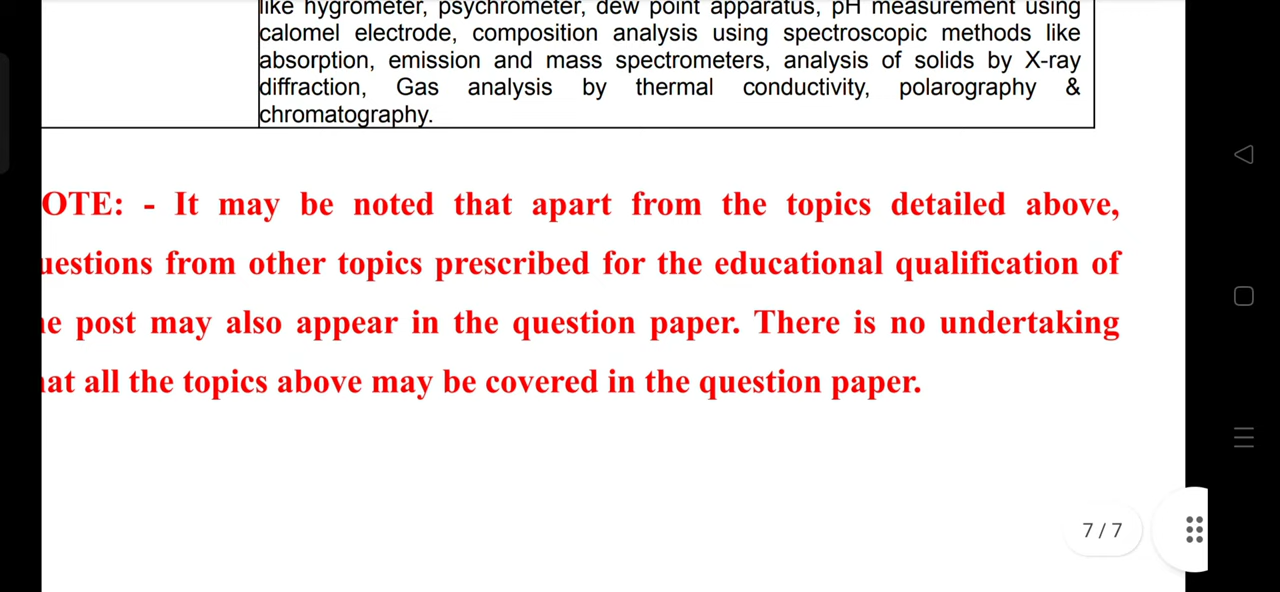 like hygrometer, psychrometer, dew point apparatus, pH measurement using
calomel electrode, composition analysis using spectroscopic methods like
absorption, emission and mass spectrometers, analysis of solids by X-ray
diffraction, Gas analysis by thermal conductivity, polarography &
chromatography.
OTE: - It may be noted that apart from the topics detailed above,
uestions from other topics prescribed for the educational qualification of
e post may also appear in the question paper. There is no undertaking
at all the topics above may be covered in the question paper.
7 / 7